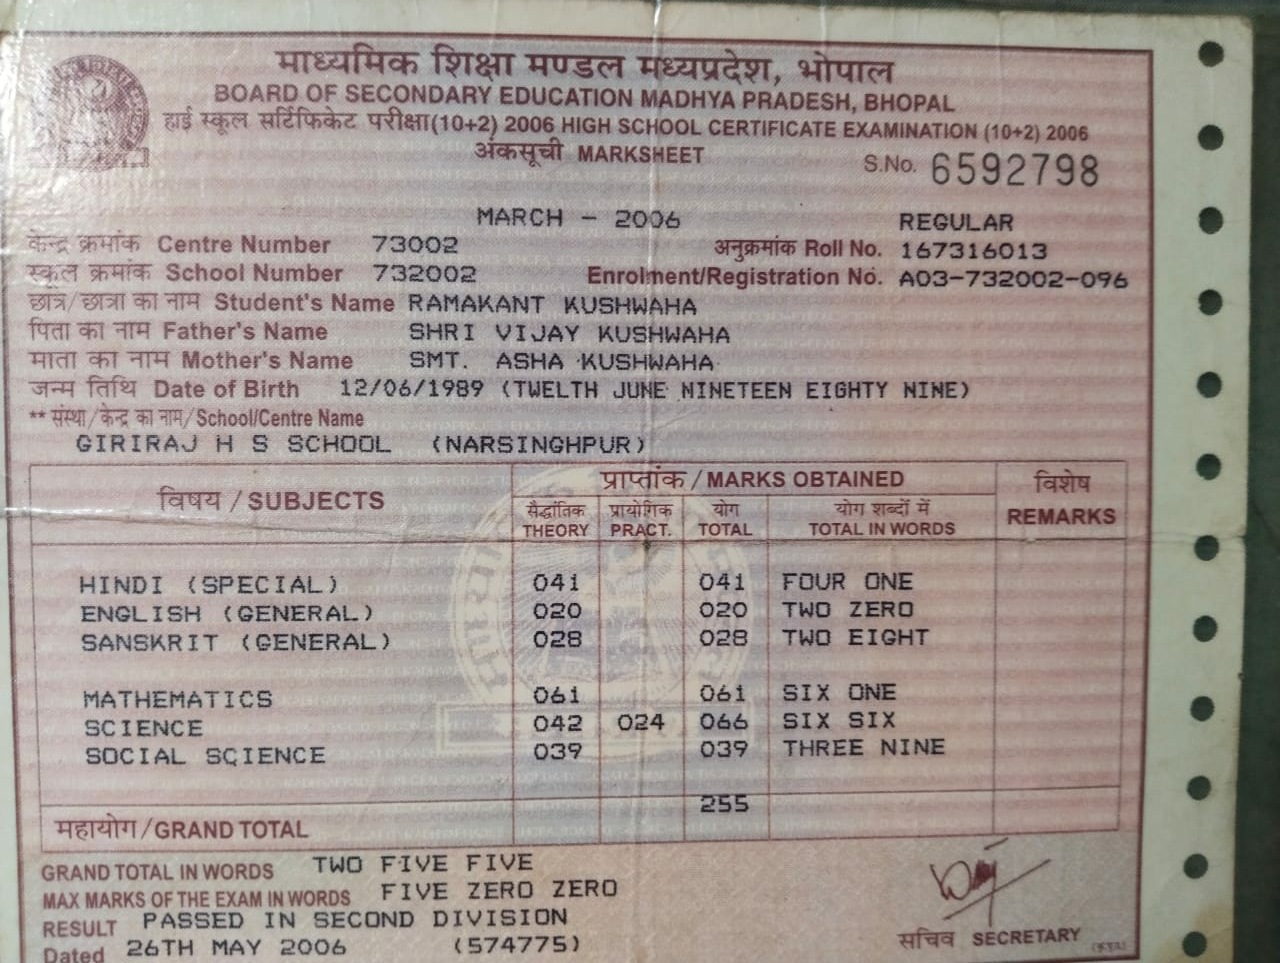 माध्यमिक शिक्षा मण्डल मध्यप्रदेश, भोपाल
BOARD OF SECONDARY EDUCATION MADHYA PRADESH, BHOPAL
हाई स्कूल सर्टिफिकेट परीक्षा(10+2) 2006 HIGH SCHOOL CERTIFICATE EXAMINATION (10+2) 2006
अंकसूची MARKSHEET
S.No. 6592798
MARCH - 2006 REGULAR
केन्द्र क्रमांक Centre Number 73002 अनुक्रमांक Roll No. 167316013
स्कूल क्रमांक School Number 732002 Enrolment/Registration No. A03-732002-096
छात्र/छात्रा का नाम Student's Name RAMAKANT KUSHWAHA
पिता का नाम Father's Name SHRI VIJAY KUSHWAHA
माता का नाम Mother's Name SMT. ASHA KUSHWAHA
जन्म तिथि Date of Birth 12/06/1989 (TWELTH JUNE NINETEEN EIGHTY NINE)
** संस्था/केन्द्र का नाम/School/Centre Name
GIRIRAJ H S SCHOOL (NARSINGHPUR)
विषय / SUBJECTS प्राप्तांक / MARKS OBTAINED विशेष REMARKS
सैद्धांतिक THEORY प्रायोगिक PRACT. योग TOTAL योग शब्दों में TOTAL IN WORDS
HINDI (SPECIAL) 041 041 FOUR ONE
ENGLISH (GENERAL) 020 020 TWO ZERO
SANSKRIT (GENERAL) 028 028 TWO EIGHT
MATHEMATICS 061 061 SIX ONE
SCIENCE 042 024 066 SIX SIX
SOCIAL SCIENCE 039 039 THREE NINE
महायोग/GRAND TOTAL 255
GRAND TOTAL IN WORDS TWO FIVE FIVE
MAX MARKS OF THE EXAM IN WORDS FIVE ZERO ZERO
RESULT PASSED IN SECOND DIVISION
Dated 26TH MAY 2006 (574775)
सचिव SECRETARY